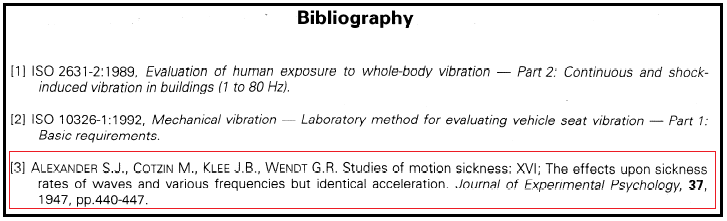 Bibliography
[1] ISO 2631-2:1989, Evaluation of human exposure to whole-body vibration — Part 2: Continuous and shock-
induced vibration in buildings (1 to 80 Hz).
[2] ISO 10326-1:1992, Mechanical vibration — Laboratory method for evaluating vehicle seat vibration — Part 1:
Basic requirements.
[3] ALEXANDER S.J., COTZIN M., KLEE J.B., WENDT G.R. Studies of motion sickness: XVI; The effects upon sickness
rates of waves and various frequencies but identical acceleration. Journal of Experimental Psychology, 37,
1947, pp.440-447.